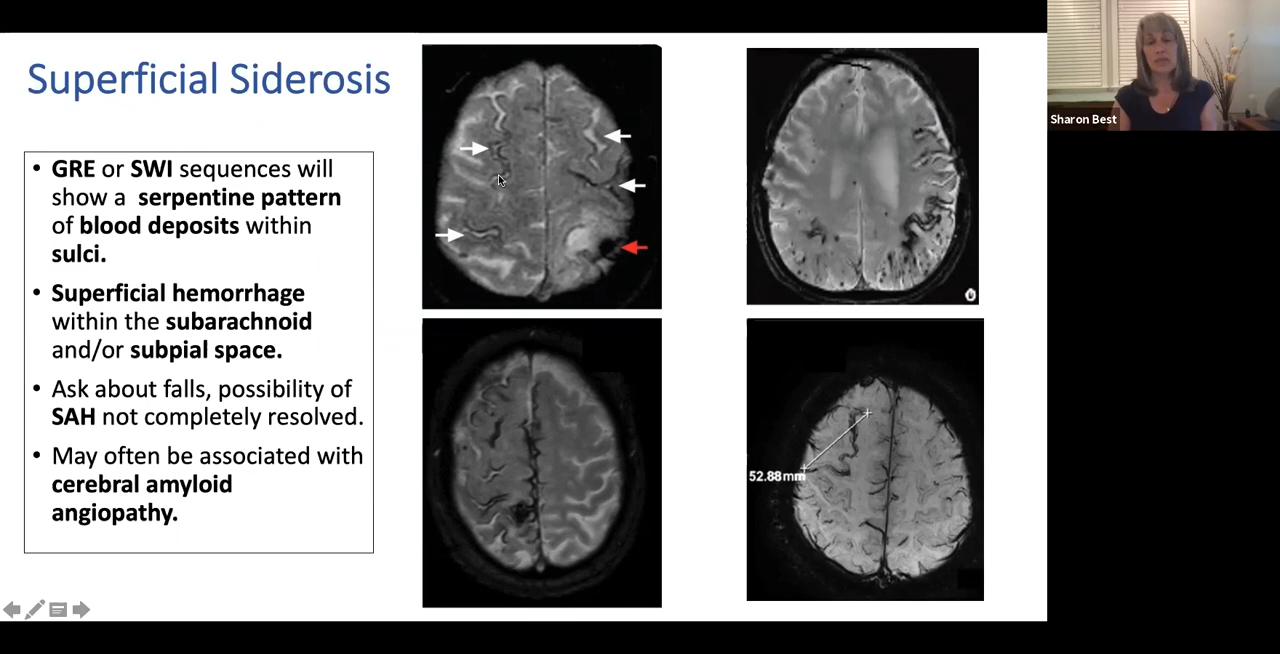 Superficial Siderosis
• GRE or SWI sequences will
show a serpentine pattern
of blood deposits within
sulci.
• Superficial hemorrhage
within the subarachnoid
and/or subpial space.
• Ask about falls, possibility of
SAH not completely resolved.
• May often be associated with
cerebral amyloid
angiopathy.
52.88mm
Sharon Best